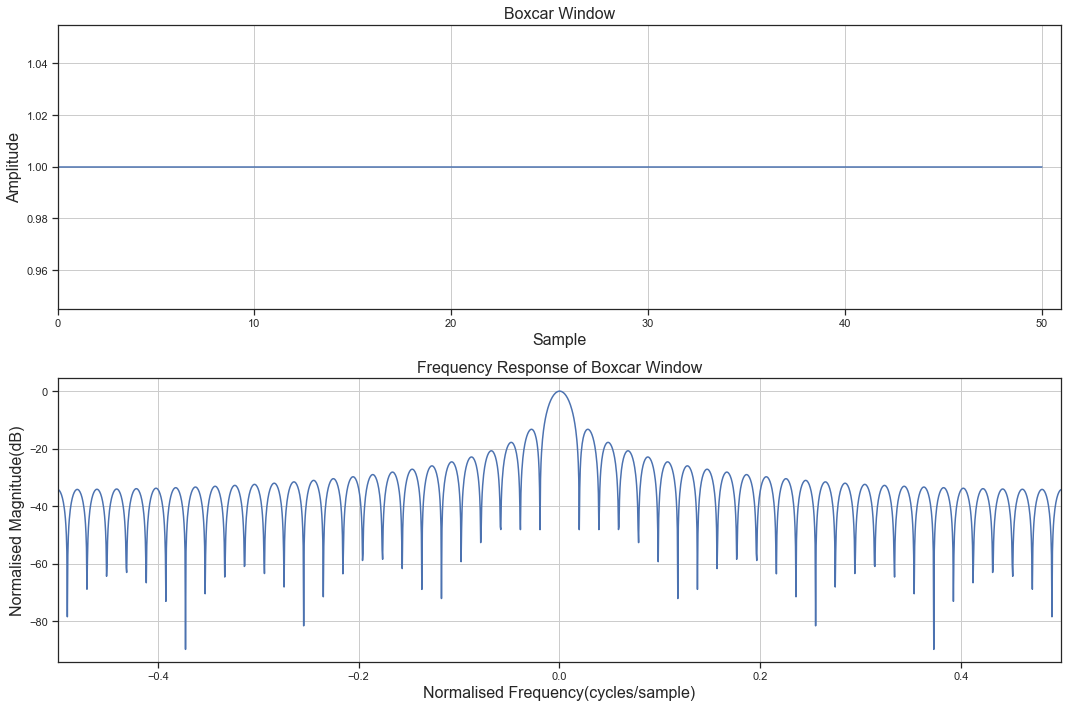 Boxcar Window
1.04
1.02
1.00
0.98
0.96
Amplitude
0 10 20 30 40 50
Sample
Frequency Response of Boxcar Window
0
−20
−40
−60
−80
Normalised Magnitude(dB)
−0.4 −0.2 0.0 0.2 0.4
Normalised Frequency(cycles/sample)